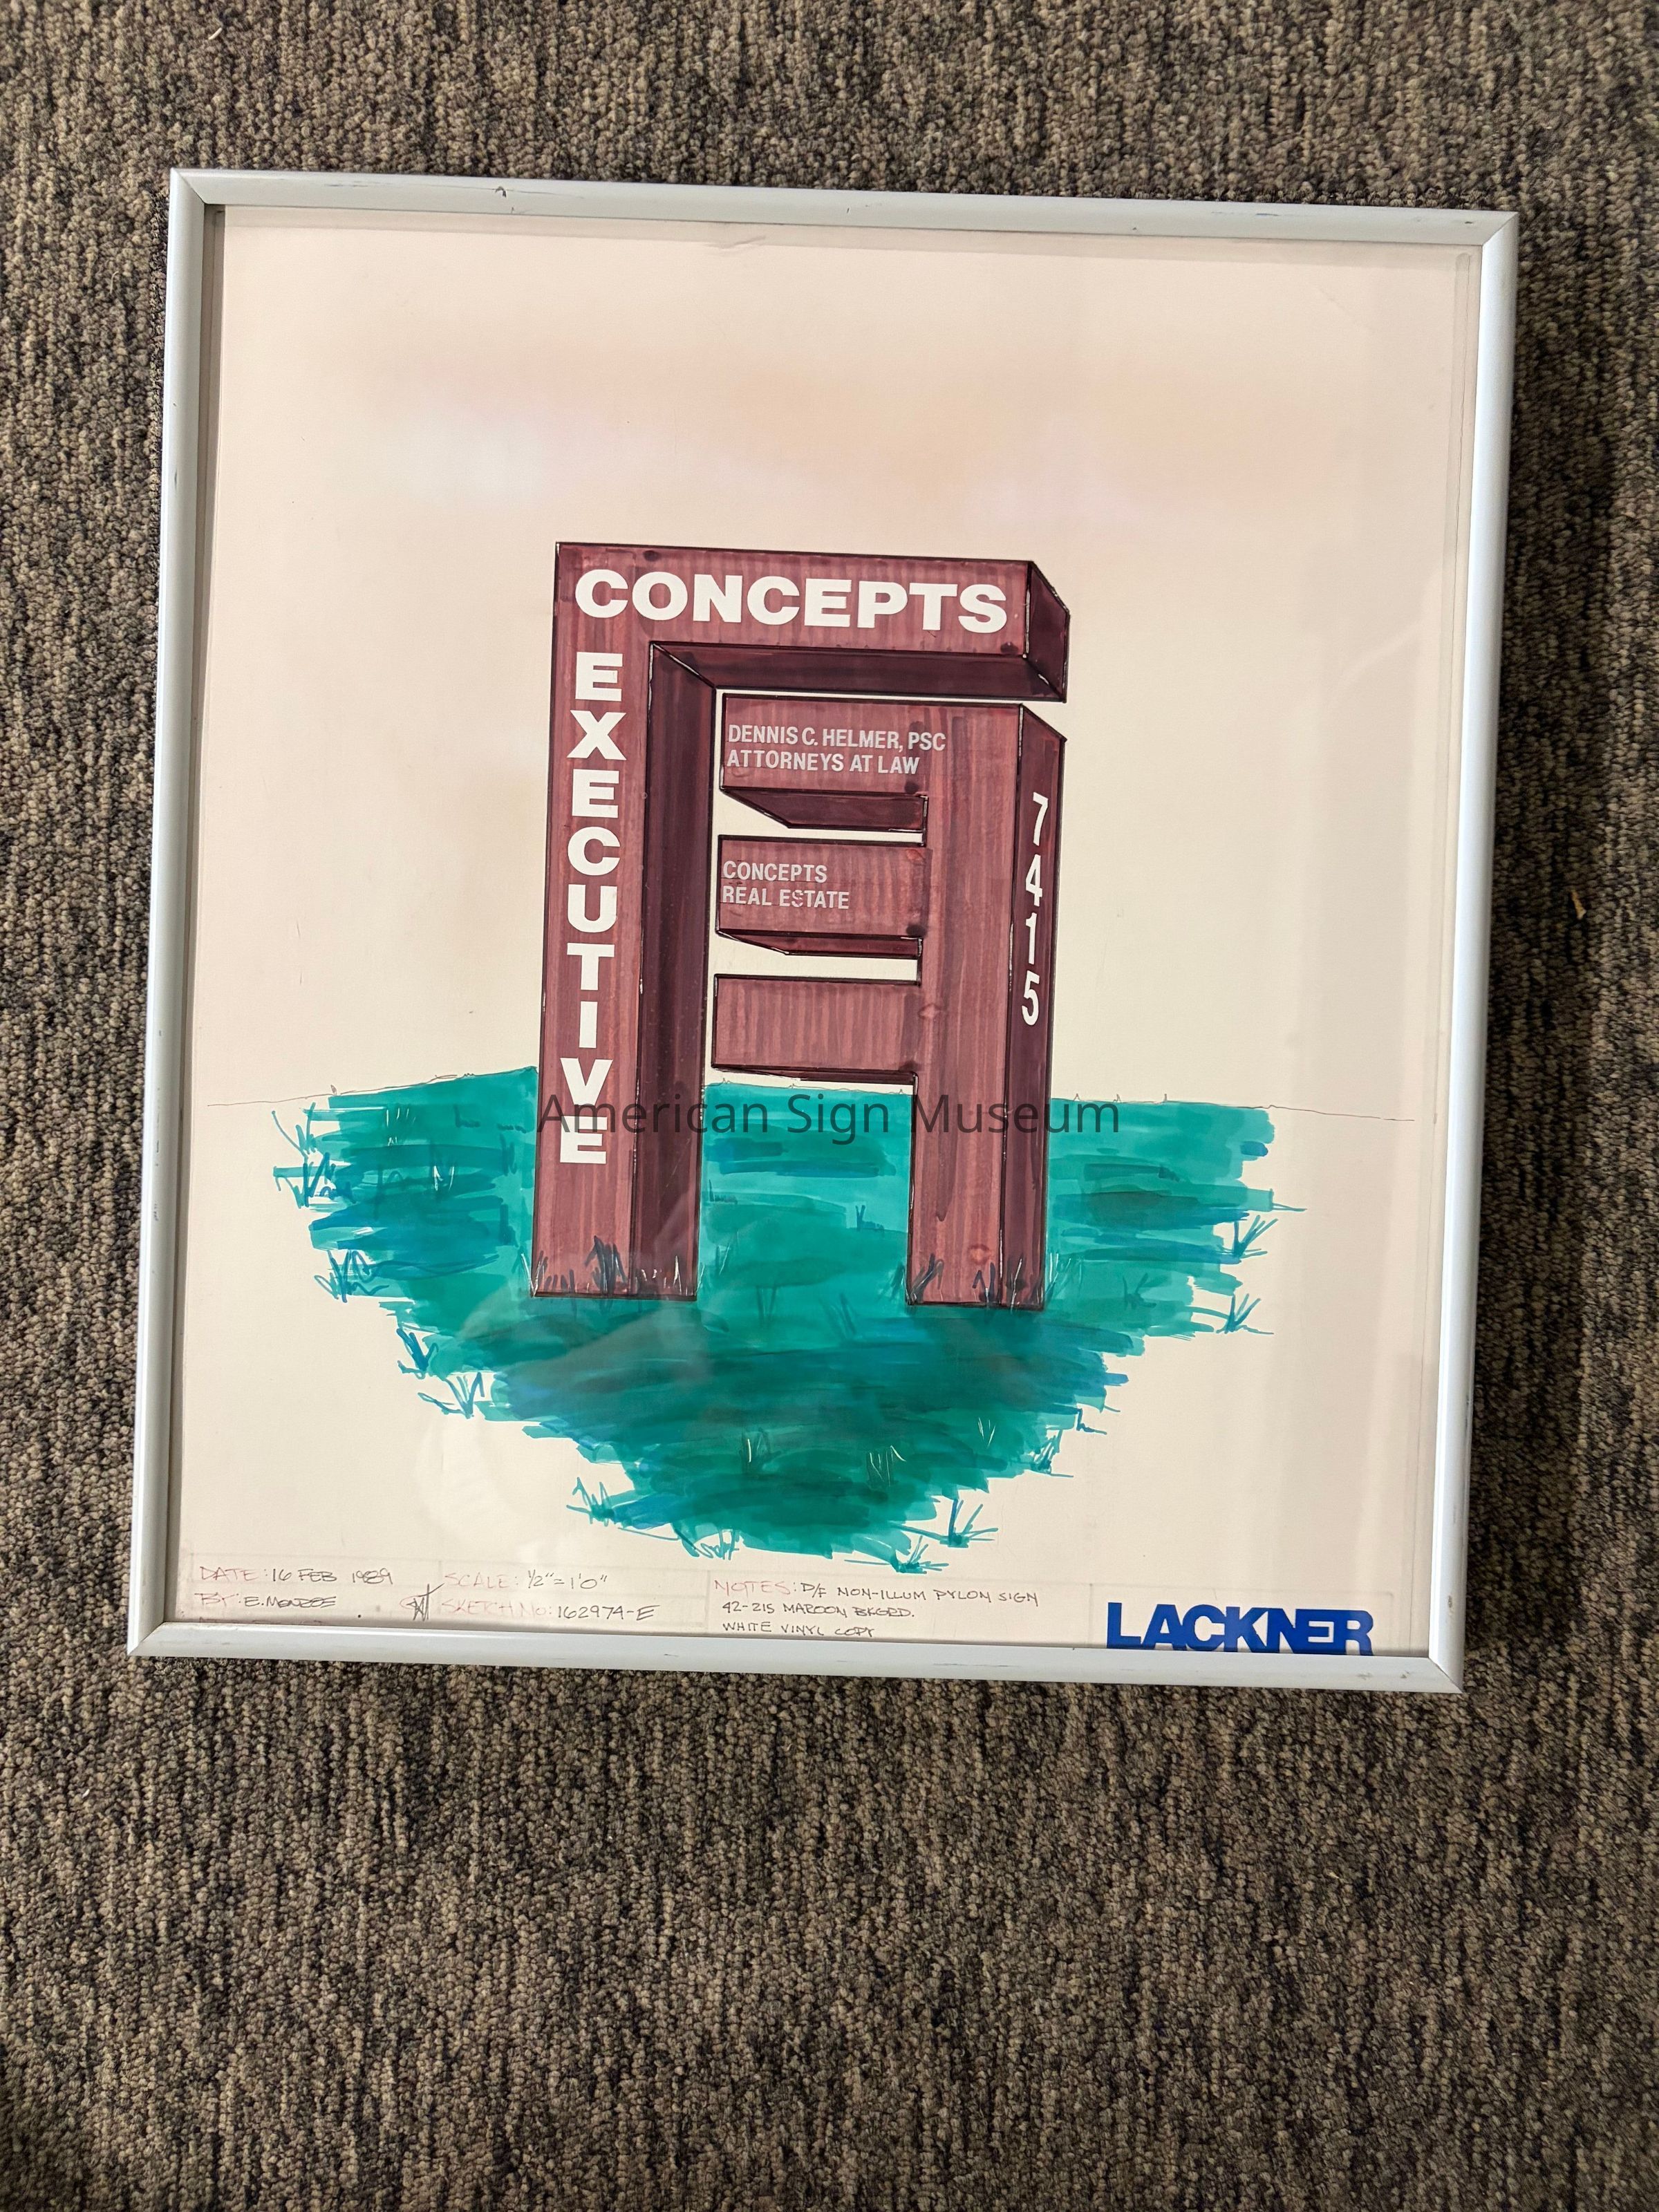 CONCEPTS
EXECUTIVE
DENNIS C. HELMER, PSC
ATTORNEYS AT LAW
CONCEPTS
REAL ESTATE
7415
American Sign Museum
DATE: 16 FEB 1989
BY: E. MONROE
SCALE: 1/2"=1'0"
SKETCH NO: 162974-E
NOTES: D/F NON-ILLUM PYLON SIGN
42-215 MAROON BKGRD.
WHITE VINYL COPY
LACKNER